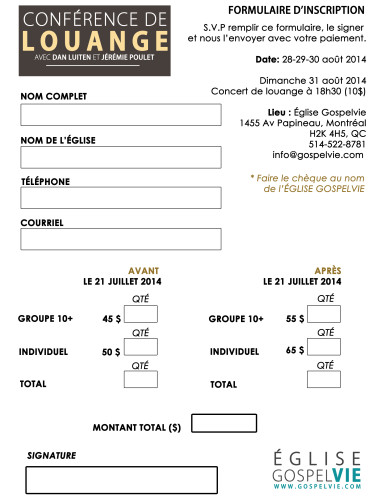 CONFÉRENCE DE
LOUANGE
AVEC DAN LUITEN ET JÉRÉMIE POULET
FORMULAIRE D'INSCRIPTION
S.V.P remplir ce formulaire, le signer
et nous l'envoyer avec votre paiement.
Date: 28-29-30 août 2014
Dimanche 31 août 2014
Concert de louange à 18h30 (10$)
Lieu : Église Gospelvie
1455 Av Papineau, Montréal
H2K 4H5, QC
514-522-8781
info@gospelvie.com
* Faire le chèque au nom
de l'ÉGLISE GOSPELVIE
NOM COMPLET
NOM DE L'ÉGLISE
TÉLÉPHONE
COURRIEL
AVANT
LE 21 JUILLET 2014
QTÉ
GROUPE 10+ 45 $
QTÉ
INDIVIDUEL 50 $
QTÉ
TOTAL
APRÈS
LE 21 JUILLET 2014
QTÉ
GROUPE 10+ 55 $
QTÉ
INDIVIDUEL 65 $
QTÉ
TOTAL
MONTANT TOTAL ($)
SIGNATURE
ÉGLISE
GOSPELVIE
WWW.GOSPELVIE.COM